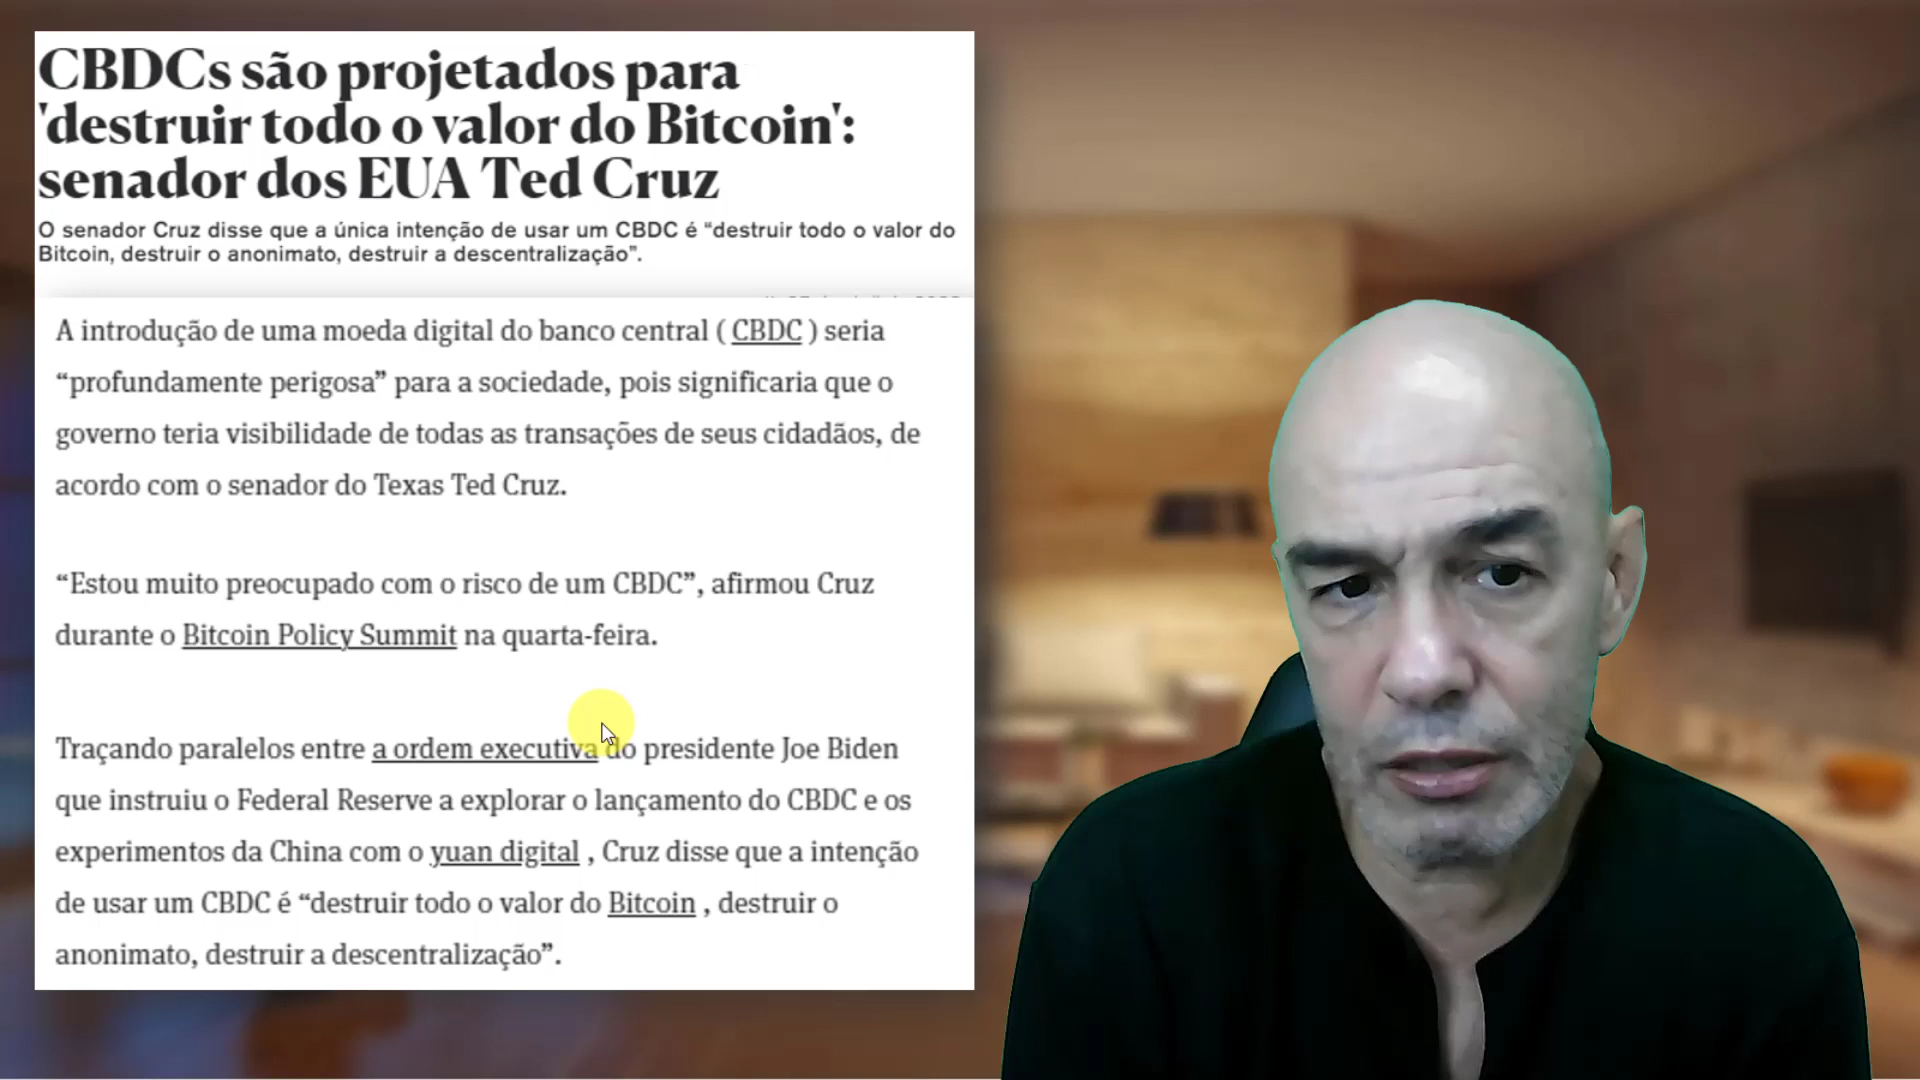 CBDCs são projetados para
'destruir todo o valor do Bitcoin':
senador dos EUA Ted Cruz
O senador Cruz disse que a única intenção de usar um CBDC é “destruir todo o valor do
Bitcoin, destruir o anonimato, destruir a descentralização”.
A introdução de uma moeda digital do banco central ( CBDC ) seria
“profundamente perigosa” para a sociedade, pois significaria que o
governo teria visibilidade de todas as transações de seus cidadãos, de
acordo com o senador do Texas Ted Cruz.
“Estou muito preocupado com o risco de um CBDC”, afirmou Cruz
durante o Bitcoin Policy Summit na quarta-feira.
Traçando paralelos entre a ordem executiva do presidente Joe Biden
que instruiu o Federal Reserve a explorar o lançamento do CBDC e os
experimentos da China com o yuan digital , Cruz disse que a intenção
de usar um CBDC é “destruir todo o valor do Bitcoin , destruir o
anonimato, destruir a descentralização”.